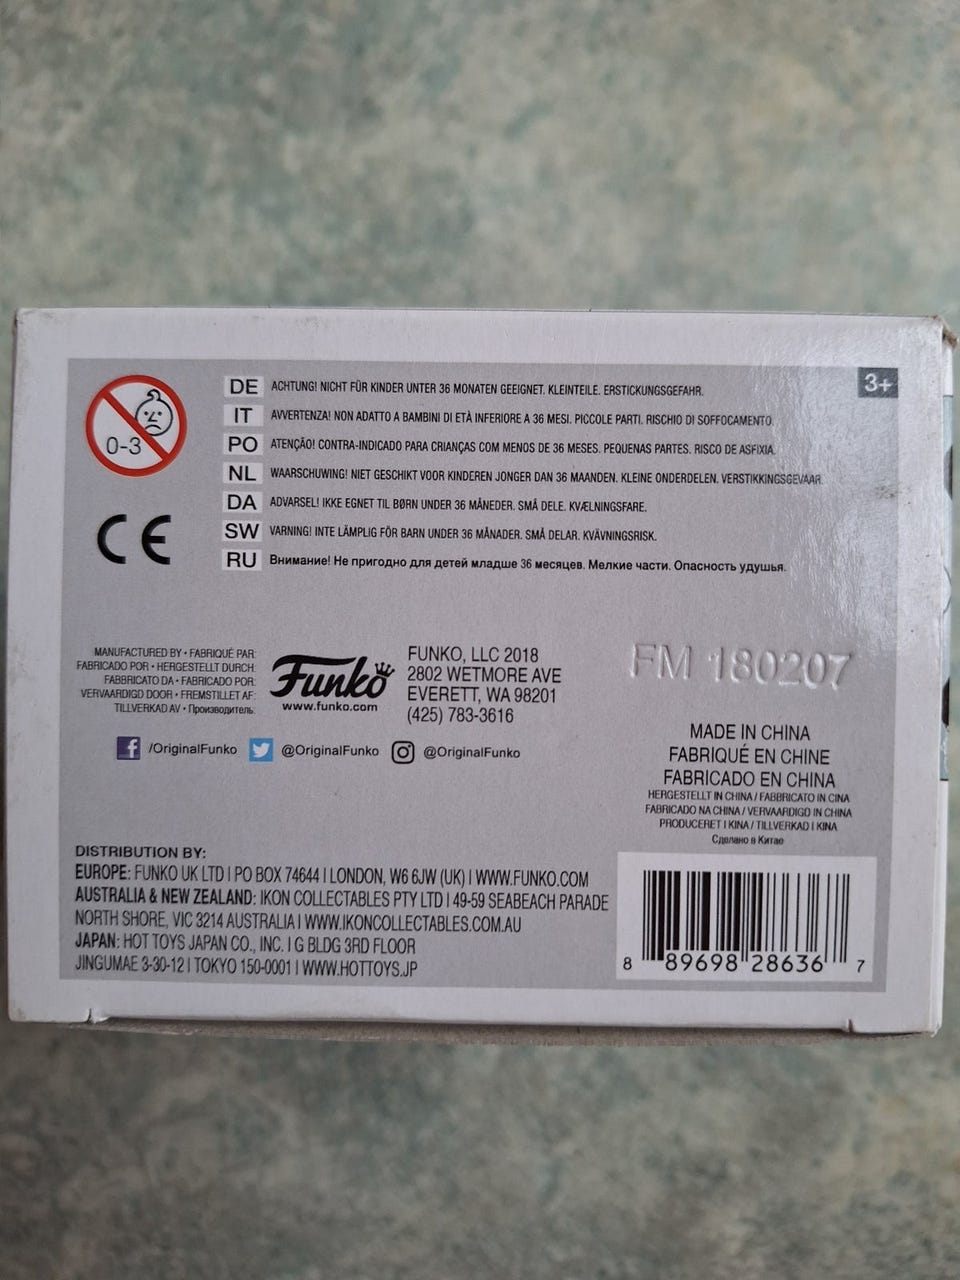 3+
0-3
CE
DE ACHTUNG! NICHT FÜR KINDER UNTER 36 MONATEN GEEIGNET. KLEINTEILE. ERSTICKUNGSGEFAHR.
IT AVVERTENZA! NON ADATTO A BAMBINI DI ETÀ INFERIORE A 36 MESI. PICCOLE PARTI. RISCHIO DI SOFFOCAMENTO.
PO ATENÇÃO! CONTRA-INDICADO PARA CRIANÇAS COM MENOS DE 36 MESES. PEQUENAS PARTES. RISCO DE ASFIXIA.
NL WAARSCHUWING! NIET GESCHIKT VOOR KINDEREN JONGER DAN 36 MAANDEN. KLEINE ONDERDELEN. VERSTIKKINGSGEVAAR.
DA ADVARSEL! IKKE EGNET TIL BØRN UNDER 36 MÅNEDER. SMÅ DELE. KVÆLNINGSFARE.
SW VARNING! INTE LÄMPLIG FÖR BARN UNDER 36 MÅNADER. SMÅ DELAR. KVÄVNINGSRISK.
RU Внимание! Не пригодно для детей младше 36 месяцев. Мелкие части. Опасность удушья.
MANUFACTURED BY • FABRIQUÉ PAR:
FABRICADO POR • HERGESTELLT DURCH:
FABBRICATO DA • FABRICADO POR:
VERVAARDIGD DOOR • FREMSTILLET AF:
TILLVERKAD AV • Производитель:
Funko
www.funko.com
FUNKO, LLC 2018
2802 WETMORE AVE
EVERETT, WA 98201
(425) 783-3616
FM 180207
/OriginalFunko @OriginalFunko @OriginalFunko
MADE IN CHINA
FABRIQUÉ EN CHINE
FABRICADO EN CHINA
HERGESTELLT IN CHINA / FABBRICATO IN CINA
FABRICADO NA CHINA / VERVAARDIGD IN CHINA
PRODUCERET I KINA / TILLVERKAD I KINA
Сделано в Китае
DISTRIBUTION BY:
EUROPE: FUNKO UK LTD | PO BOX 74644 | LONDON, W6 6JW (UK) | WWW.FUNKO.COM
AUSTRALIA & NEW ZEALAND: IKON COLLECTABLES PTY LTD | 49-59 SEABEACH PARADE
NORTH SHORE, VIC 3214 AUSTRALIA | WWW.IKONCOLLECTABLES.COM.AU
JAPAN: HOT TOYS JAPAN CO., INC. | G BLDG 3RD FLOOR
JINGUMAE 3-30-12 | TOKYO 150-0001 | WWW.HOTTOYS.JP
8 89698 28636 7